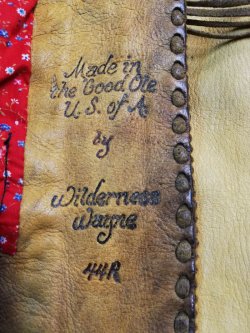 Made in
the Good Ole
U.S. of A
by
Wilderness
Wayne
44R